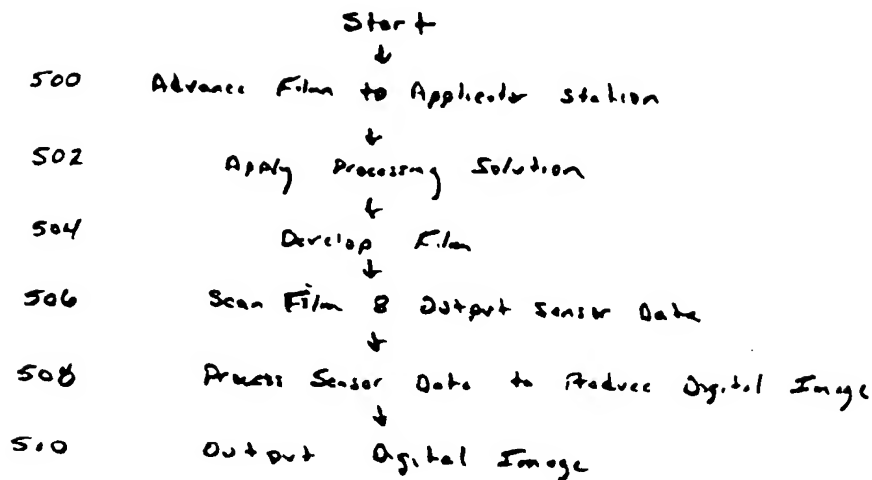 Start
500 Advance Film to Applicator Station
502 Apply Processing Solution
504 Develop Film
506 Scan Film & Output Sensor Data
508 Process Sensor Data to Produce Digital Image
510 Output Digital Image